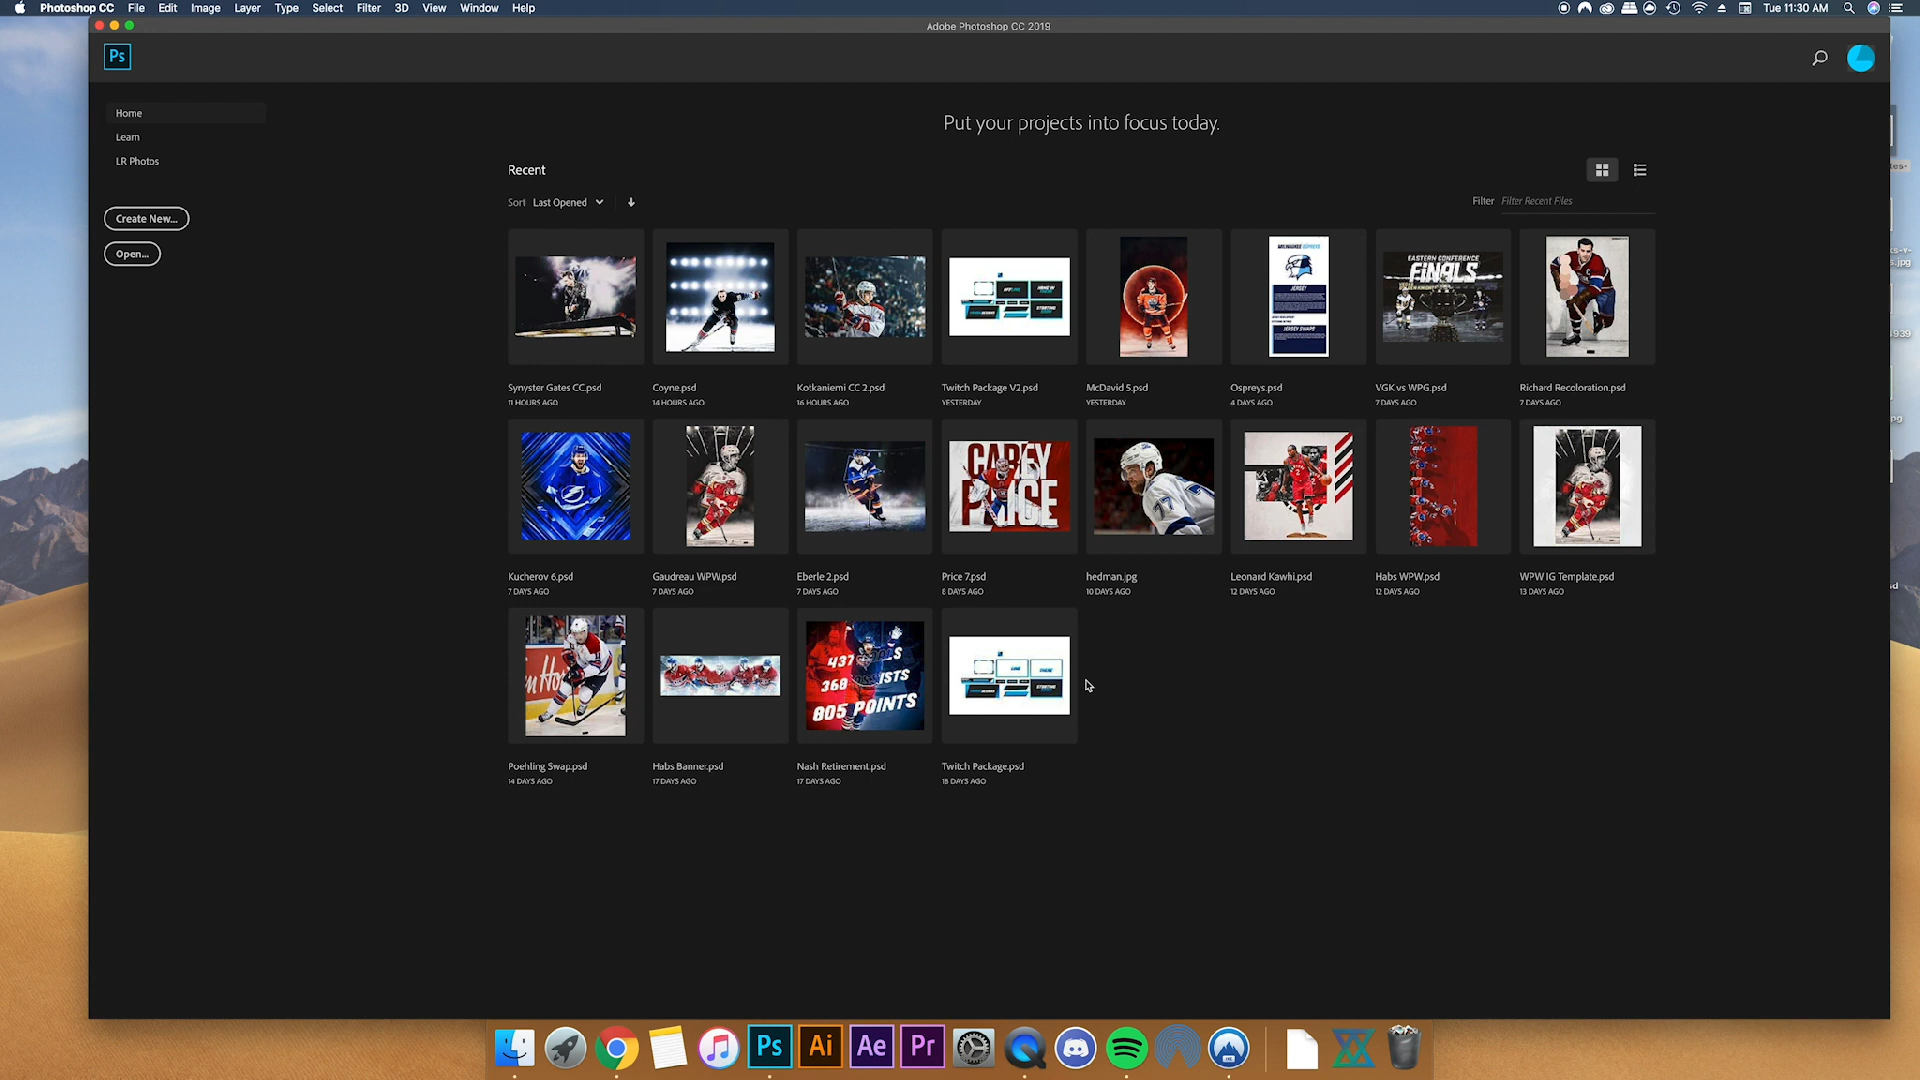 Photoshop CC File Edit Image Layer Type Select Filter 3D View Window Help Tue 11:30 AM
Adobe Photoshop CC 2019
Ps
Home
Learn
LR Photos
Create New...
Open...
Put your projects into focus today.
Recent
Sort Last Opened
Filter Filter Recent Files
MILWAUKEE OSPREYS
JERSEY SWAPS
EASTERN CONFERENCE
FINALS
Synyster Gates CC.psd
11 HOURS AGO
Coyne.psd
14 HOURS AGO
Kotkaniemi CC 2.psd
16 HOURS AGO
Twitch Package V2.psd
YESTERDAY
McDavid 5.psd
YESTERDAY
Ospreys.psd
4 DAYS AGO
VGK vs WPG.psd
7 DAYS AGO
Richard Recoloration.psd
7 DAYS AGO
CAREY
PRICE
77
2
Kucherov 6.psd
7 DAYS AGO
Gaudreau WPW.psd
7 DAYS AGO
Eberle 2.psd
7 DAYS AGO
Price 7.psd
8 DAYS AGO
hedman.jpg
10 DAYS AGO
Leonard Kawhi.psd
12 DAYS AGO
Habs WPW.psd
12 DAYS AGO
WPW IG Template.psd
13 DAYS AGO
437
368
805 POINTS
STARTING
Poehling Swap.psd
14 DAYS AGO
Habs Banner.psd
17 DAYS AGO
Nash Retirement.psd
17 DAYS AGO
Twitch Package.psd
18 DAYS AGO
Ps Ai Ae Pr